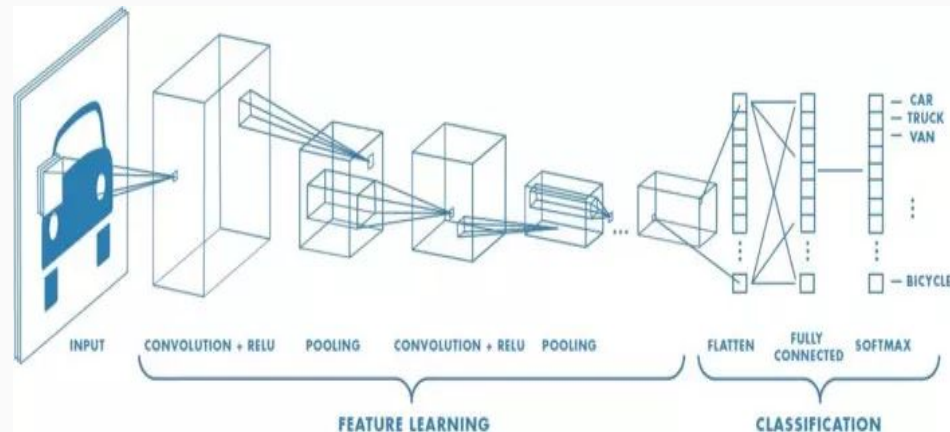 CAR
TRUCK
VAN
BICYCLE
INPUT
CONVOLUTION + RELU
POOLING
CONVOLUTION + RELU
POOLING
FLATTEN
FULLY
CONNECTED
SOFTMAX
FEATURE LEARNING
CLASSIFICATION